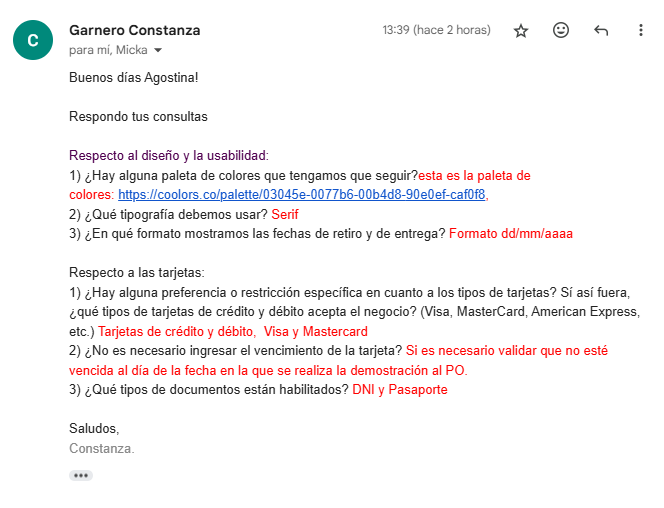 C
Garnero Constanza
13:39 (hace 2 horas)
para mí, Micka
Buenos días Agostina!
Respondo tus consultas
Respecto al diseño y la usabilidad:
1) ¿Hay alguna paleta de colores que tengamos que seguir?esta es la paleta de
colores: https://coolors.co/palette/03045e-0077b6-00b4d8-90e0ef-caf0f8,
2) ¿Qué tipografía debemos usar? Serif
3) ¿En qué formato mostramos las fechas de retiro y de entrega? Formato dd/mm/aaaa
Respecto a las tarjetas:
1) ¿Hay alguna preferencia o restricción específica en cuanto a los tipos de tarjetas? Sí así fuera,
¿qué tipos de tarjetas de crédito y débito acepta el negocio? (Visa, MasterCard, American Express,
etc.) Tarjetas de crédito y débito,  Visa y Mastercard
2) ¿No es necesario ingresar el vencimiento de la tarjeta? Si es necesario validar que no esté
vencida al día de la fecha en la que se realiza la demostración al PO.
3) ¿Qué tipos de documentos están habilitados? DNI y Pasaporte
Saludos,
Constanza.